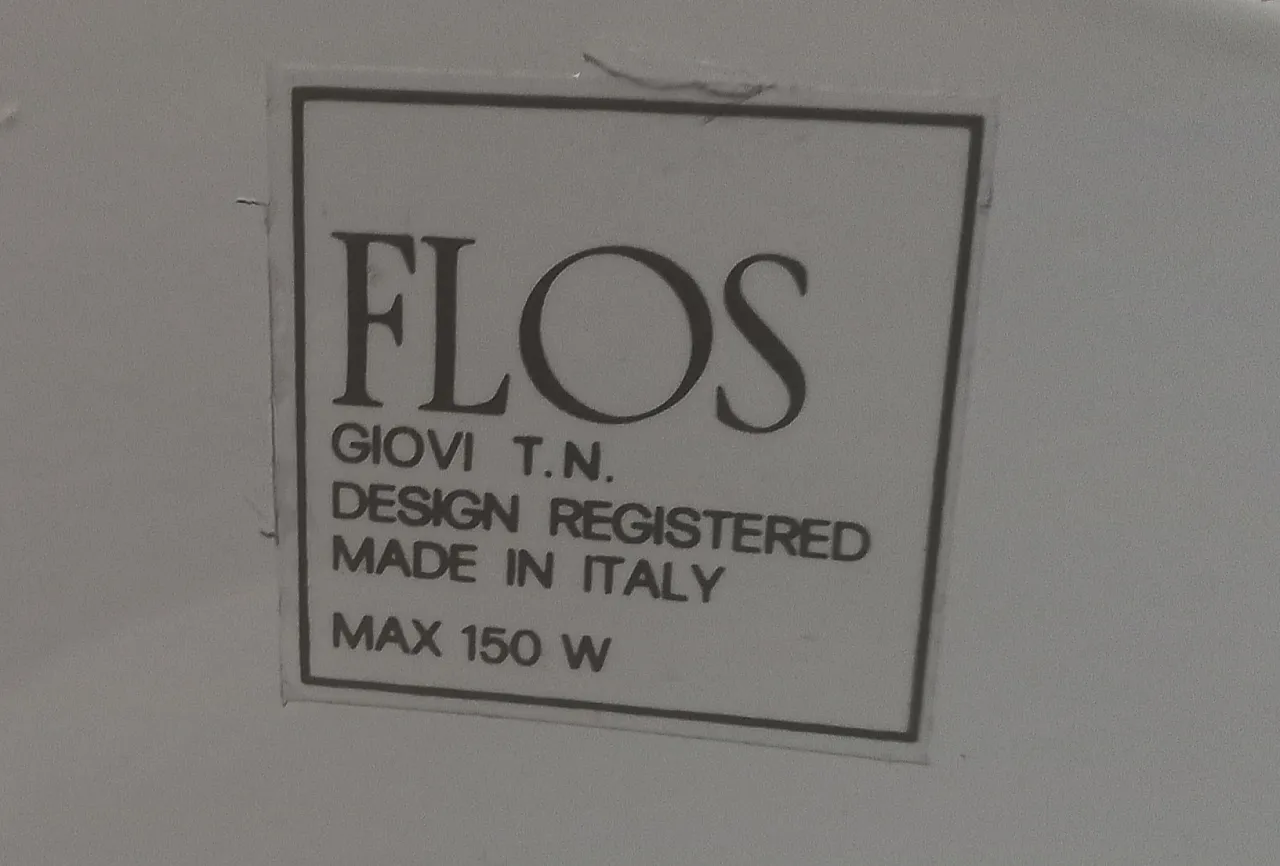 FLOS
GIOVI T.N.
DESIGN REGISTERED
MADE IN ITALY
MAX 150 W